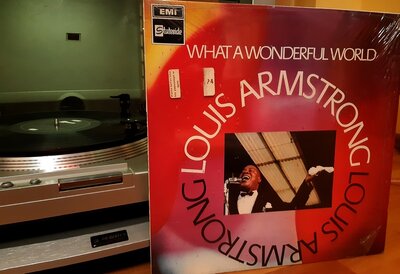 EMI
Stateside
WHAT A WONDERFUL WORLD
LOUIS ARMSTRONG
LOUIS ARMSTRONG